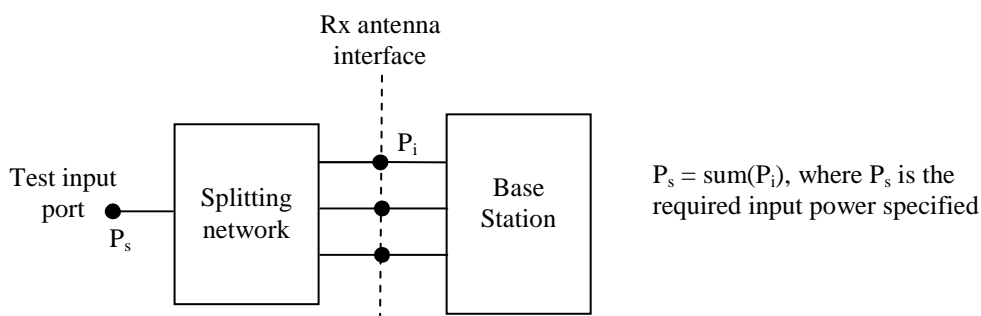 Rx antenna
interface
P_i
Test input
port
P_s
Splitting
network
Base
Station
P_s = sum(P_i), where P_s is the
required input power specified